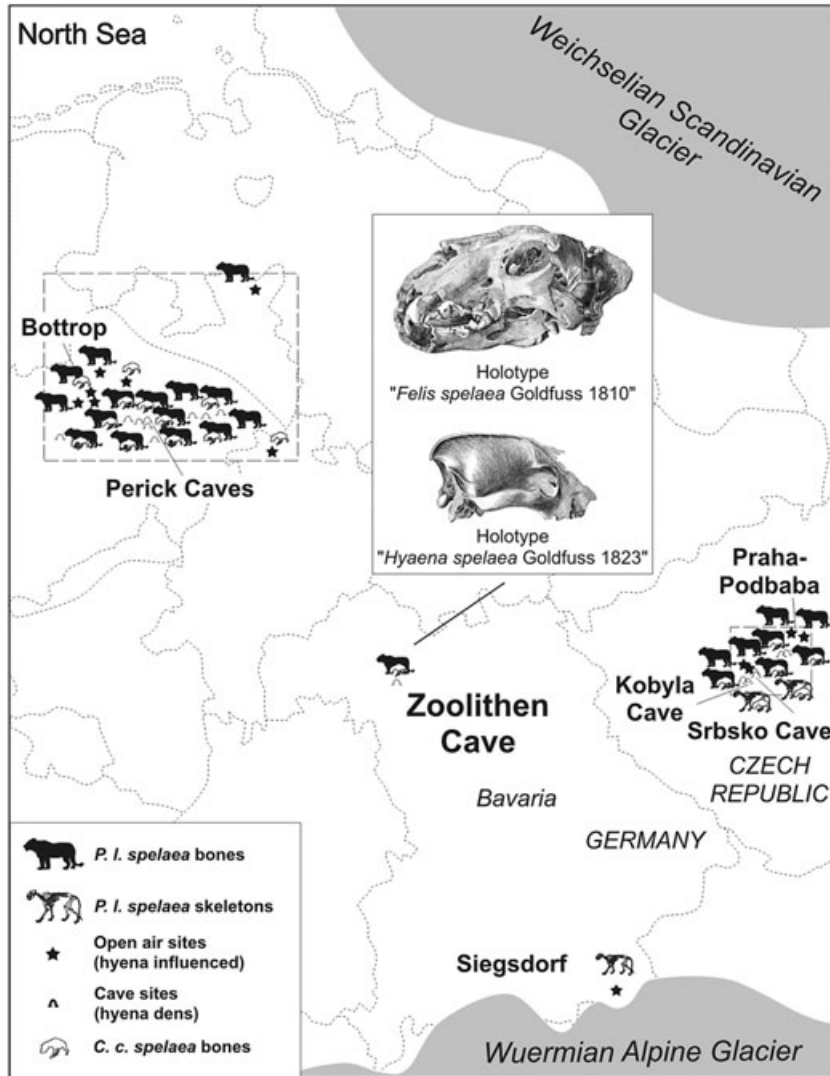 North Sea
Weichselian Scandinavian
Glacier
Bottrop
Perick Caves
Holotype
"Felis spelaea Goldfuss 1810"
Holotype
"Hyaena spelaea Goldfuss 1823"
Praha-
Podbaba
Kobyla
Cave
Srbsko Cave
CZECH
REPUBLIC
Zoolithen
Cave
Bavaria
GERMANY
Siegsdorf
Wuermian Alpine Glacier
P. l. spelaea bones
P. l. spelaea skeletons
Open air sites
(hyena influenced)
Cave sites
(hyena dens)
C. c. spelaea bones